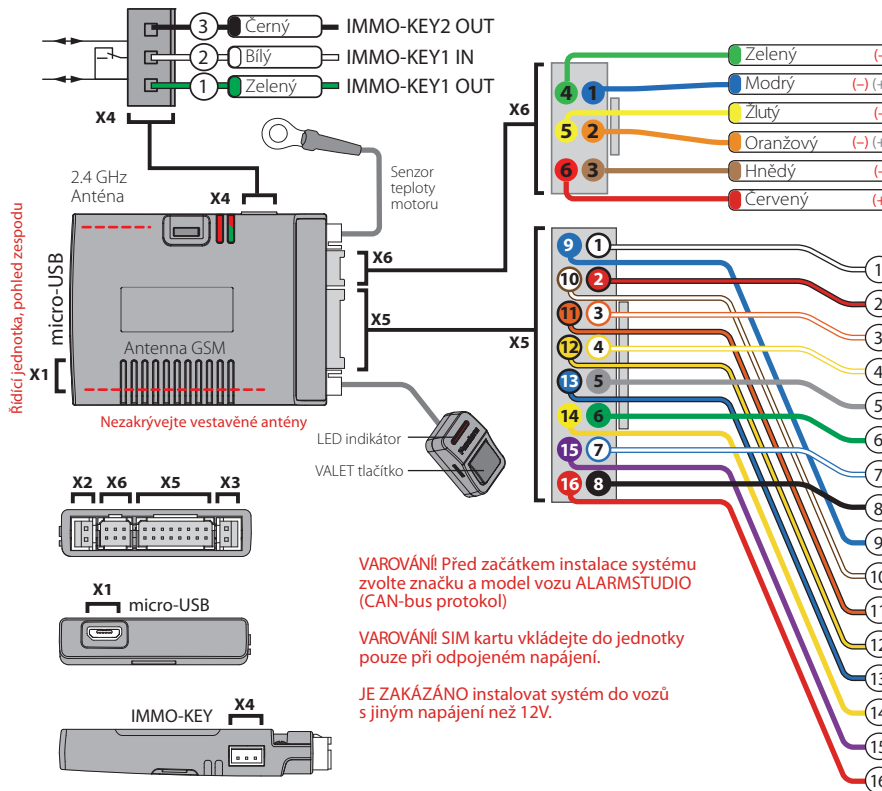 3 Černý IMMO-KEY2 OUT
2 Bílý IMMO-KEY1 IN
1 Zelený IMMO-KEY1 OUT
X4
2.4 GHz
Anténa
X4
Senzor
teploty
motoru
X6
X5
micro-USB
X1
Řídící jednotka, pohled zespodu
Antenna GSM
Nezakrývejte vestavěné antény
LED indikátor
VALET tlačítko
X6
4 1
5 2
6 3
Zelený (-
Modrý (–) (+
Žlutý (-
Oranžový (–) (+
Hnědý (-
Červený (+
X5
9 1
10 2
11 3
12 4
13 5
14 6
15 7
16 8
1
2
3
4
5
6
7
8
9
10
11
12
13
14
15
16
X2 X6 X5 X3
X1
micro-USB
IMMO-KEY X4
VAROVÁNÍ! Před začátkem instalace systému
zvolte značku a model vozu ALARMSTUDIO
(CAN-bus protokol)
VAROVÁNÍ! SIM kartu vkládejte do jednotky
pouze při odpojeném napájení.
JE ZAKÁZÁNO instalovat systém do vozů
s jiným napájení než 12V.